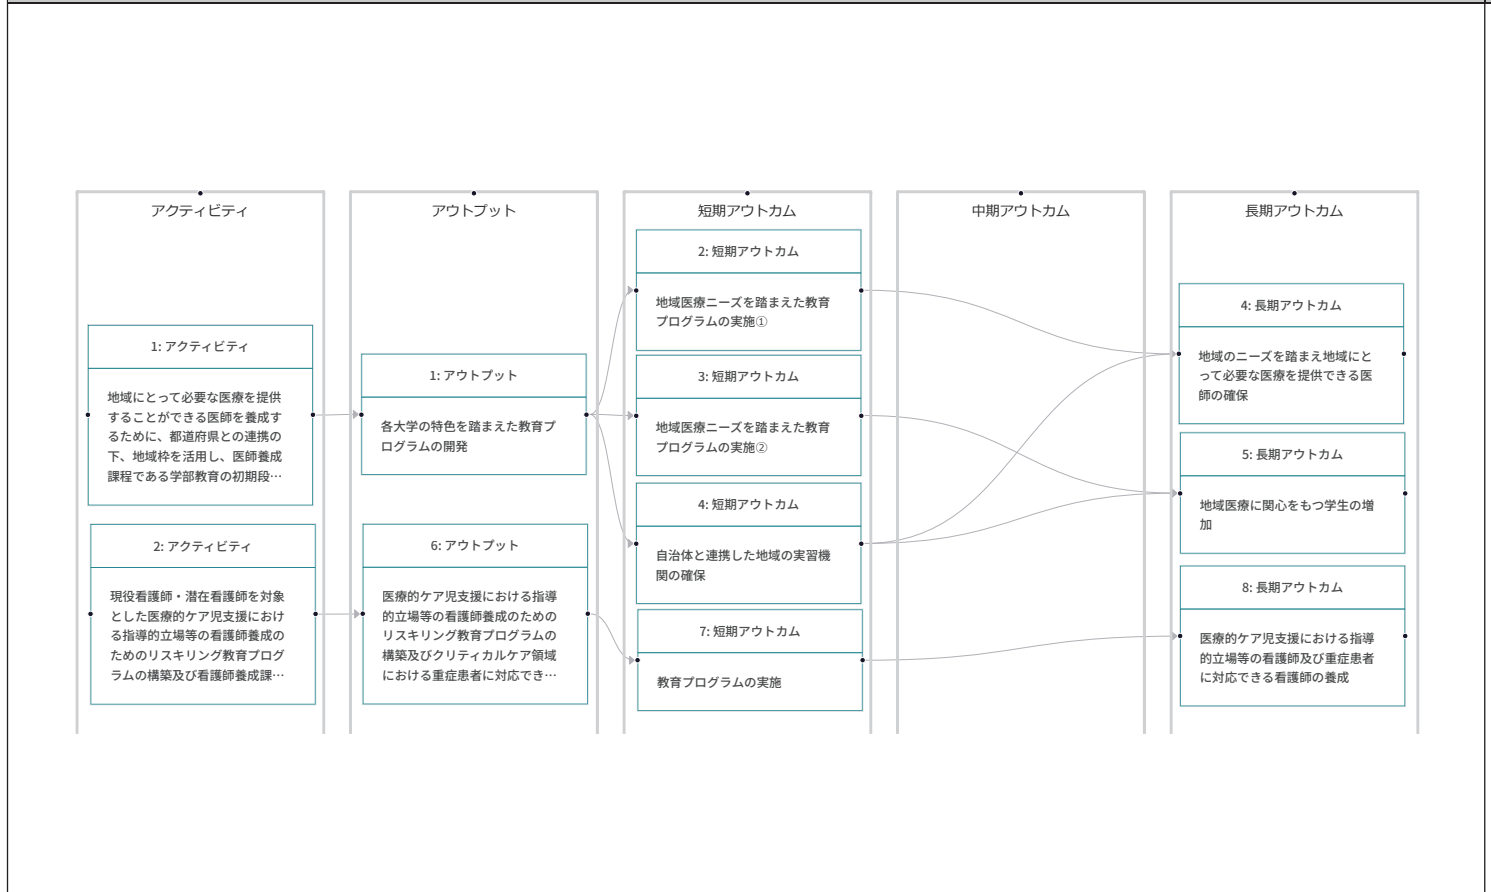 アクティビティ
1: アクティビティ
地域にとって必要な医療を提供
することができる医師を養成す
るために、都道府県との連携の
下、地域枠を活用し、医師養成
課程である学部教育の初期段…
2: アクティビティ
現役看護師・潜在看護師を対象
とした医療的ケア児支援におけ
る指導的立場等の看護師養成の
ためのリスキリング教育プログ
ラムの構築及び看護師養成課…
アウトプット
1: アウトプット
各大学の特色を踏まえた教育プ
ログラムの開発
6: アウトプット
医療的ケア児支援における指導
的立場等の看護師養成のための
リスキリング教育プログラムの
構築及びクリティカルケア領域
における重症患者に対応でき…
短期アウトカム
2: 短期アウトカム
地域医療ニーズを踏まえた教育
プログラムの実施①
3: 短期アウトカム
地域医療ニーズを踏まえた教育
プログラムの実施②
4: 短期アウトカム
自治体と連携した地域の実習機
関の確保
7: 短期アウトカム
教育プログラムの実施
中期アウトカム
長期アウトカム
4: 長期アウトカム
地域のニーズを踏まえ地域にと
って必要な医療を提供できる医
師の確保
5: 長期アウトカム
地域医療に関心をもつ学生の増
加
8: 長期アウトカム
医療的ケア児支援における指導
的立場等の看護師及び重症患者
に対応できる看護師の養成